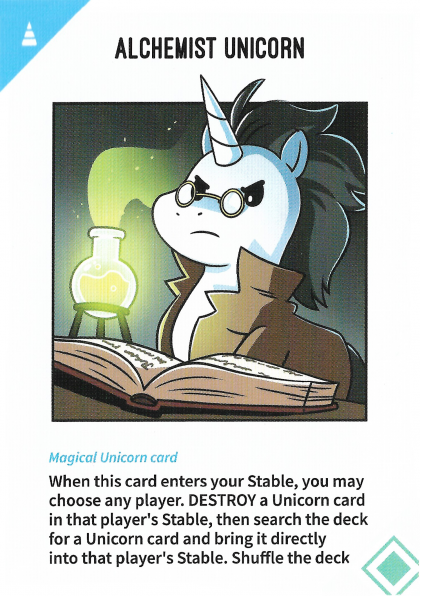 ALCHEMIST UNICORN
Magical Unicorn card
When this card enters your Stable, you may
choose any player. DESTROY a Unicorn card
in that player's Stable, then search the deck
for a Unicorn card and bring it directly
into that player's Stable. Shuffle the deck